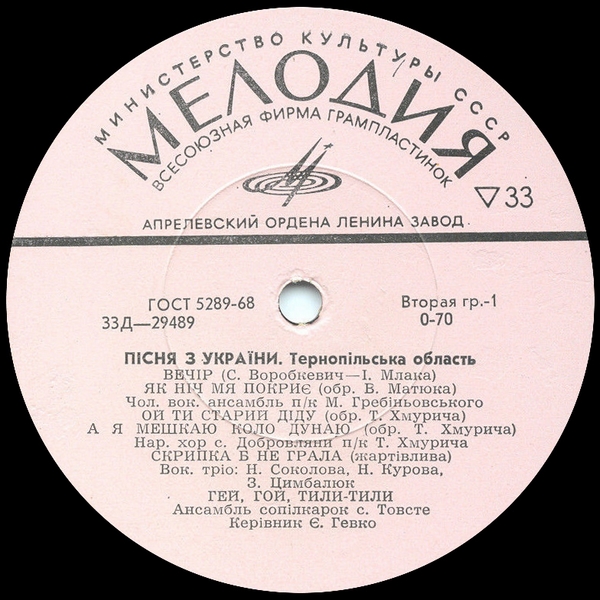 МИНИСТЕРСТВО КУЛЬТУРЫ СССР
МЕЛОДИЯ
ВСЕСОЮЗНАЯ ФИРМА ГРАМПЛАСТИНОК
33
АПРЕЛЕВСКИЙ ОРДЕНА ЛЕНИНА ЗАВОД
ГОСТ 5289-68 Вторая гр.-1
33Д—29489 0-70
ПІСНЯ З УКРАЇНИ. Тернопільська область
ВЕЧІР (С. Воробкевич—І. Млака)
ЯК НІЧ МЯ ПОКРИЄ (обр. В. Матюка)
Чол. вок. ансамбль п/к М. Гребіньовського
ОЙ ТИ СТАРИЙ ДІДУ (обр. Т. Хмурича)
А Я МЕШКАЮ КОЛО ДУНАЮ (обр. Т. Хмурича)
Нар. хор с. Добровляни п/к Т. Хмурича
СКРИПКА Б НЕ ГРАЛА (жартівлива)
Вок. тріо: Н. Соколова, Н. Курова,
З. Цимбалюк
ГЕЙ, ГОЙ, ТИЛИ-ТИЛИ
Ансамбль сопілкарок с. Товсте
Керівник Є. Гевко